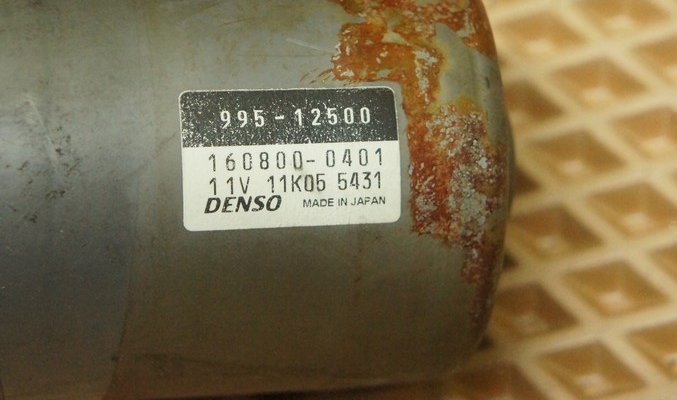 995-12500
160800-0401
11V 11K05 5431
DENSO MADE IN JAPAN